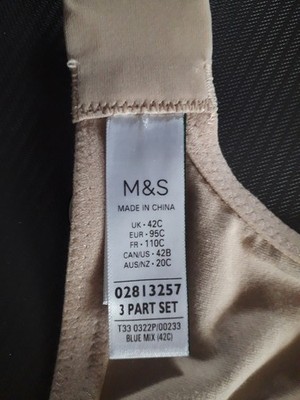 M&S
MADE IN CHINA
UK - 42C
EUR - 95C
FR - 110C
CAN/US - 42B
AUS/NZ - 20C
02813257
3 PART SET
T33 0322P/00233
BLUE MIX (42C)